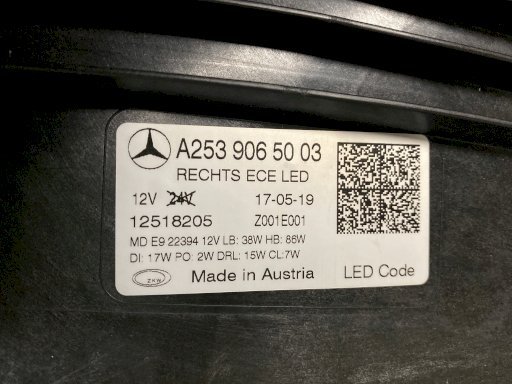 A253 906 50 03
RECHTS ECE LED
12V 24V 17-05-19
12518205 Z001E001
MD E9 22394 12V LB: 38W HB: 86W
DI: 17W PO: 2W DRL: 15W CL:7W
ZKW Made in Austria LED Code